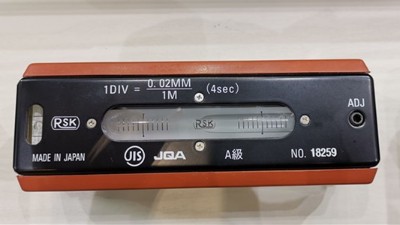 1DIV = 0.02MM/1M (4sec)
ADJ
RSK
RSK
MADE IN JAPAN
JIS
JQA
A級
NO. 18259